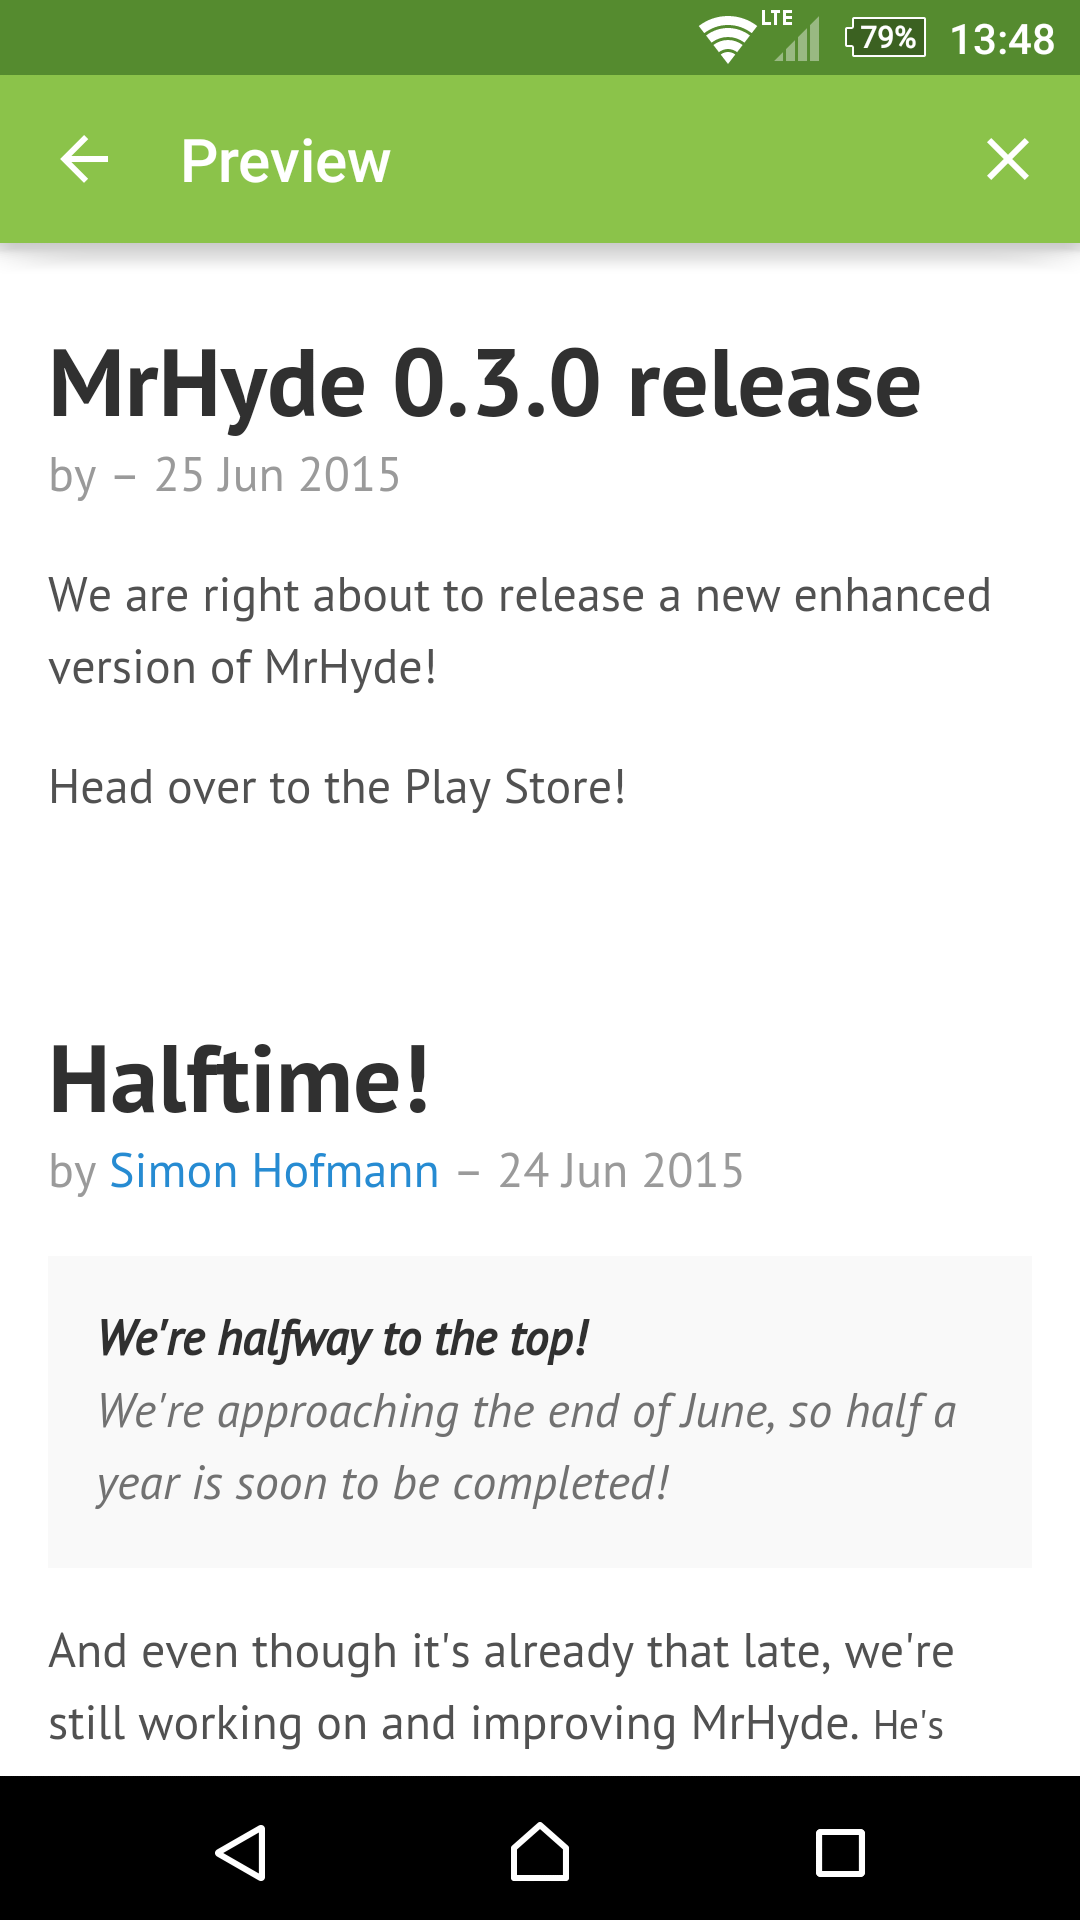 LTE
79%
13:48
Preview
MrHyde 0.3.0 release
by – 25 Jun 2015
We are right about to release a new enhanced
version of MrHyde!
Head over to the Play Store!
Halftime!
by Simon Hofmann – 24 Jun 2015
We're halfway to the top!
We're approaching the end of June, so half a
year is soon to be completed!
And even though it's already that late, we're
still working on and improving MrHyde. He's